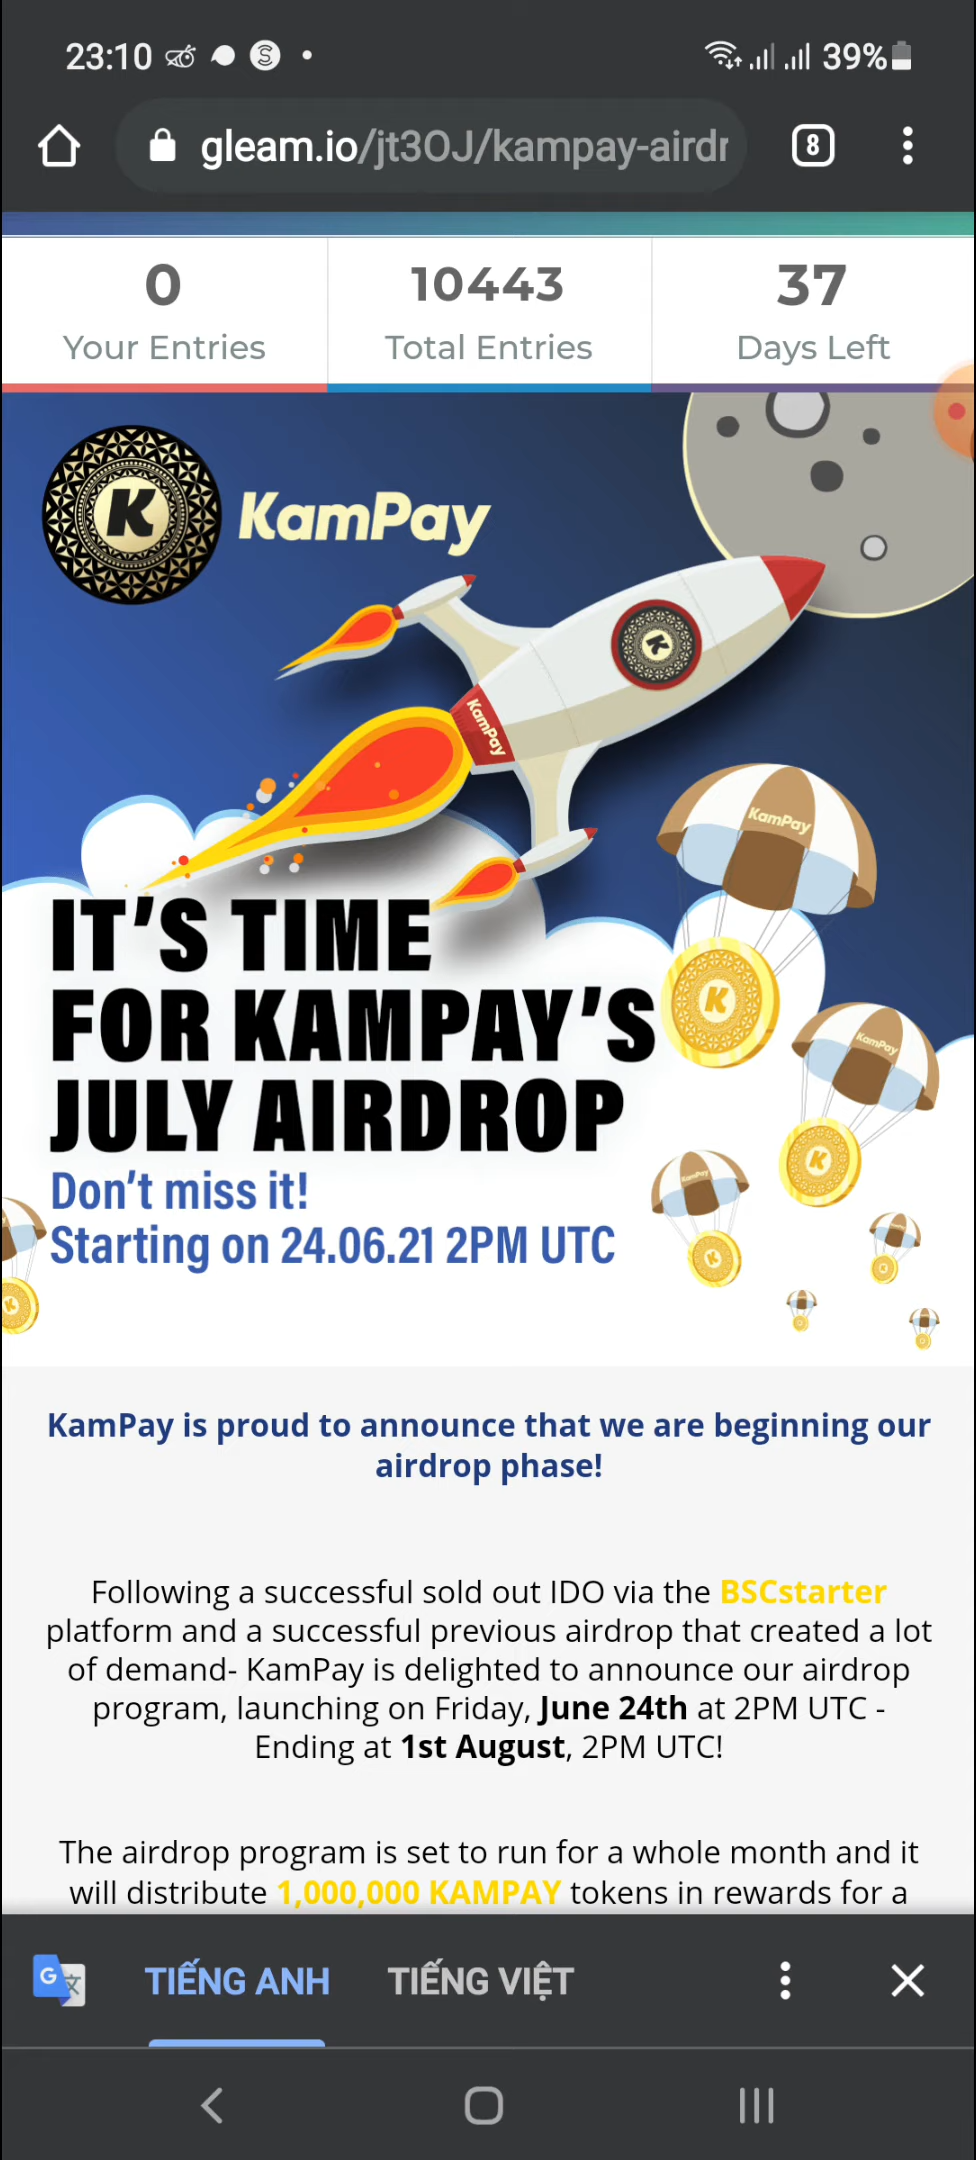 23:10
39%
gleam.io/jt3OJ/kampay-airdr
8
0
10443
37
Your Entries
Total Entries
Days Left
K
KamPay
K
KamPay
KamPay
K
KamPay
K
KamPay
K
K
IT'S TIME
FOR KAMPAY'S
JULY AIRDROP
Don't miss it!
Starting on 24.06.21 2PM UTC
KamPay is proud to announce that we are beginning our
airdrop phase!
Following a successful sold out IDO via the BSCstarter
platform and a successful previous airdrop that created a lot
of demand- KamPay is delighted to announce our airdrop
program, launching on Friday, June 24th at 2PM UTC -
Ending at 1st August, 2PM UTC!
The airdrop program is set to run for a whole month and it
will distribute 1,000,000 KAMPAY tokens in rewards for a
TIẾNG ANH
TIẾNG VIỆT